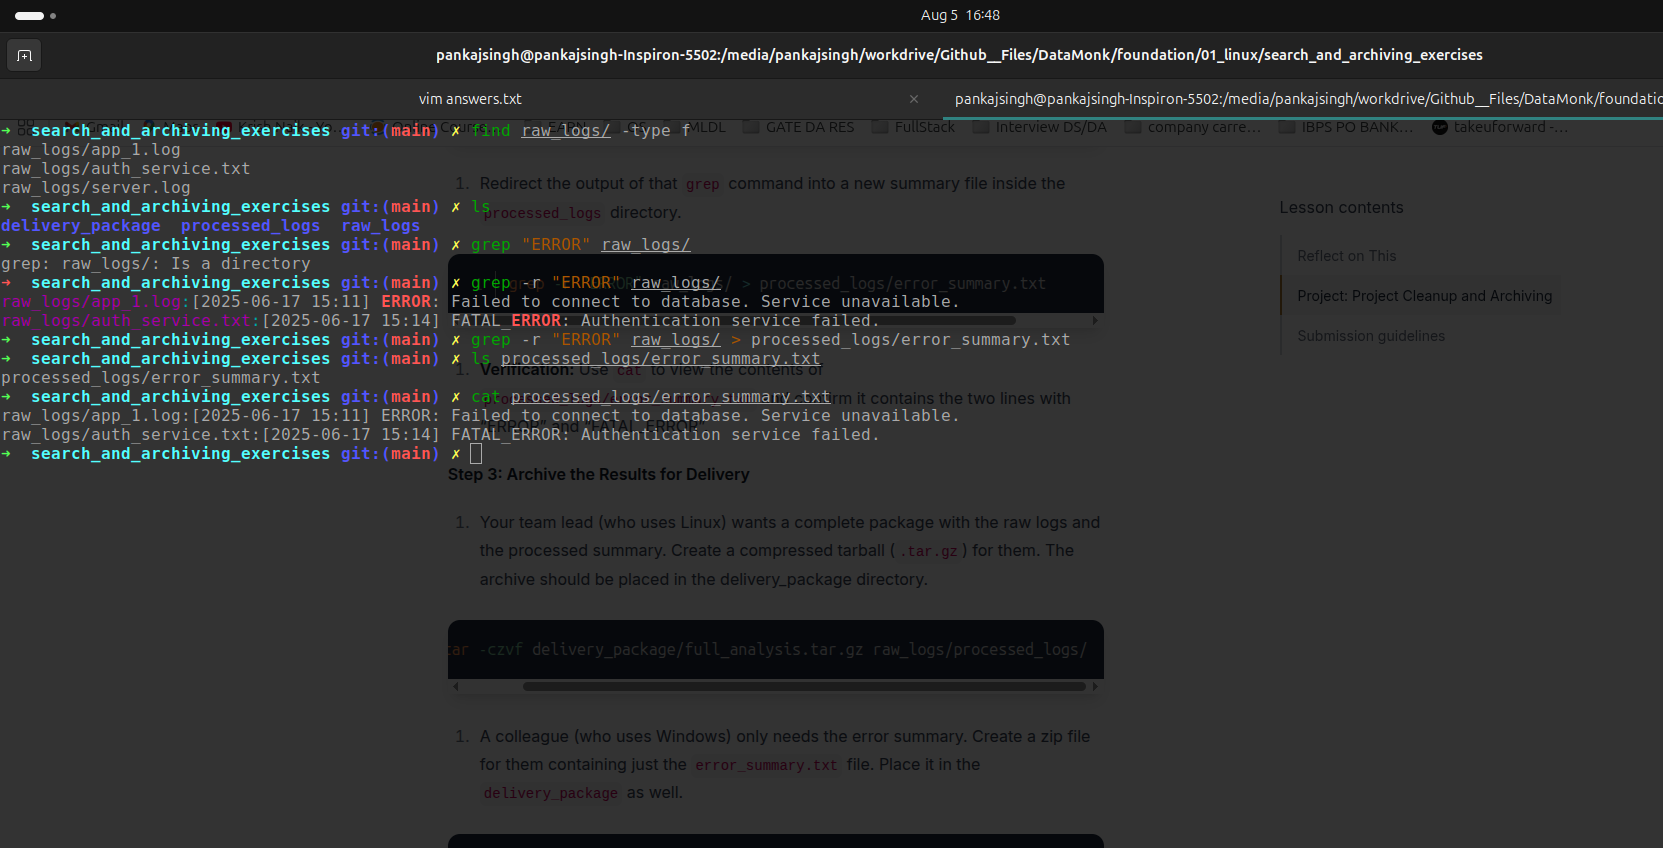 Aug 5 16:48
pankajsingh@pankajsingh-Inspiron-5502:/media/pankajsingh/workdrive/Github__Files/DataMonk/foundation/01_linux/search_and_archiving_exercises
vim answers.txt × pankajsingh@pankajsingh-Inspiron-5502:/media/pankajsingh/workdrive/Github__Files/DataMonk/foundatio
Gmail EARN MLDL GATE DA RES FullStack Interview DS/DA company carre... IBPS PO BANK... takeuforward -...
➜ search_and_archiving_exercises git:(main) ✗ find raw_logs/ -type f
raw_logs/app_1.log
raw_logs/auth_service.txt
raw_logs/server.log
➜ search_and_archiving_exercises git:(main) ✗ ls
delivery_package processed_logs raw_logs
➜ search_and_archiving_exercises git:(main) ✗ grep "ERROR" raw_logs/
grep: raw_logs/: Is a directory
➜ search_and_archiving_exercises git:(main) ✗ grep -r "ERROR" raw_logs/
raw_logs/app_1.log:[2025-06-17 15:11] ERROR: Failed to connect to database. Service unavailable.
raw_logs/auth_service.txt:[2025-06-17 15:14] FATAL_ERROR: Authentication service failed.
➜ search_and_archiving_exercises git:(main) ✗ grep -r "ERROR" raw_logs/ > processed_logs/error_summary.txt
➜ search_and_archiving_exercises git:(main) ✗ ls processed_logs/error_summary.txt
processed_logs/error_summary.txt
➜ search_and_archiving_exercises git:(main) ✗ cat processed_logs/error_summary.txt
raw_logs/app_1.log:[2025-06-17 15:11] ERROR: Failed to connect to database. Service unavailable.
raw_logs/auth_service.txt:[2025-06-17 15:14] FATAL_ERROR: Authentication service failed.
➜ search_and_archiving_exercises git:(main) ✗
1. Redirect the output of that grep command into a new summary file inside the
processed_logs directory.
> processed_logs/error_summary.txt
1. Verification: Use cat to view the contents of
confirm it contains the two lines with
"ERROR" and "FATAL_ERROR"
Step 3: Archive the Results for Delivery
1. Your team lead (who uses Linux) wants a complete package with the raw logs and
the processed summary. Create a compressed tarball ( .tar.gz ) for them. The
archive should be placed in the delivery_package directory.
tar -czvf delivery_package/full_analysis.tar.gz raw_logs/processed_logs/
1. A colleague (who uses Windows) only needs the error summary. Create a zip file
for them containing just the error_summary.txt file. Place it in the
delivery_package as well.
Lesson contents
Reflect on This
Project: Project Cleanup and Archiving
Submission guidelines